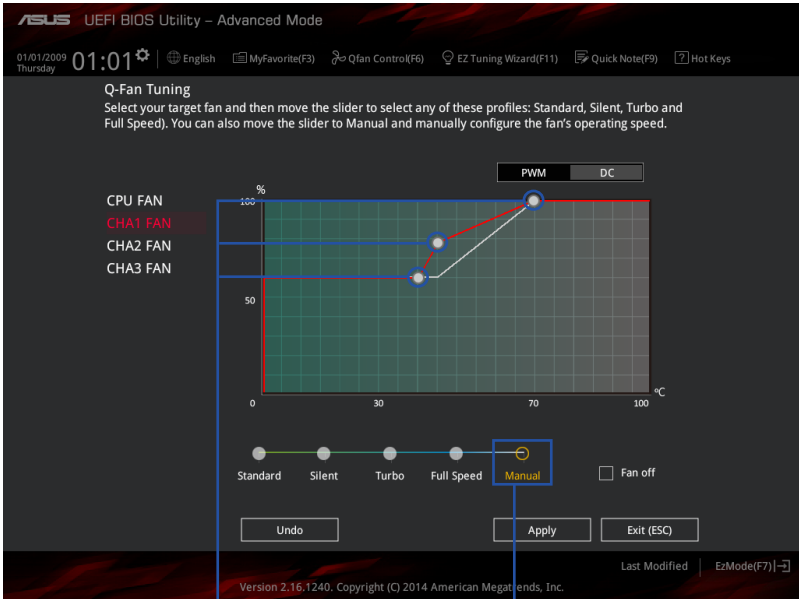 ASUS UEFI BIOS Utility – Advanced Mode
01/01/2009 Thursday 01:01 English MyFavorite(F3) Qfan Control(F6) EZ Tuning Wizard(F11) Quick Note(F9) ? Hot Keys
Q-Fan Tuning
Select your target fan and then move the slider to select any of these profiles: Standard, Silent, Turbo and
Full Speed). You can also move the slider to Manual and manually configure the fan's operating speed.
PWM DC
%
CPU FAN
100
CHA1 FAN
CHA2 FAN
CHA3 FAN
50
°C
0 30 70 100
Standard Silent Turbo Full Speed Manual Fan off
Undo Apply Exit (ESC)
Last Modified EzMode(F7)
Version 2.16.1240. Copyright (C) 2014 American Megatrends, Inc.